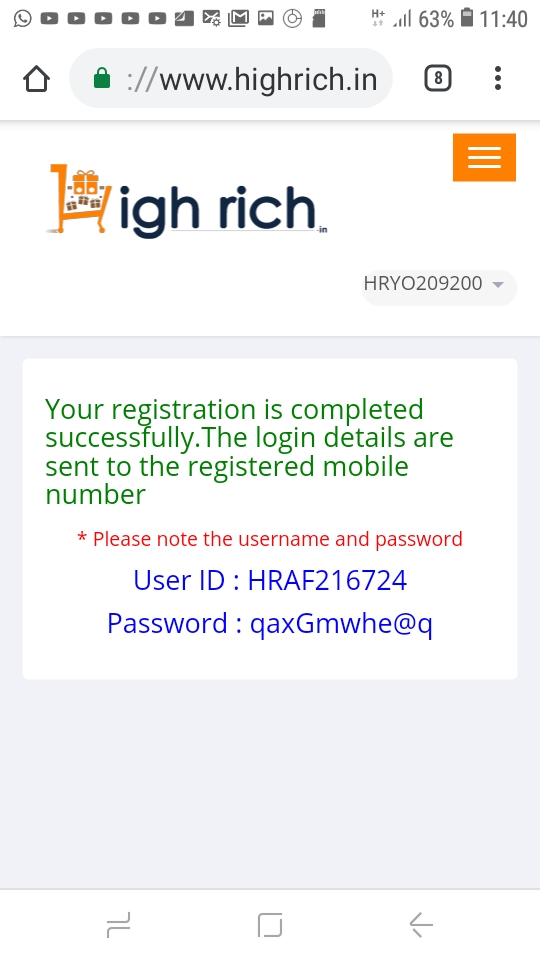 H+ 63% 11:40
://www.highrich.in 8
High rich.in
HRYO209200
Your registration is completed
successfully.The login details are
sent to the registered mobile
number
* Please note the username and password
User ID : HRAF216724
Password : qaxGmwhe@q